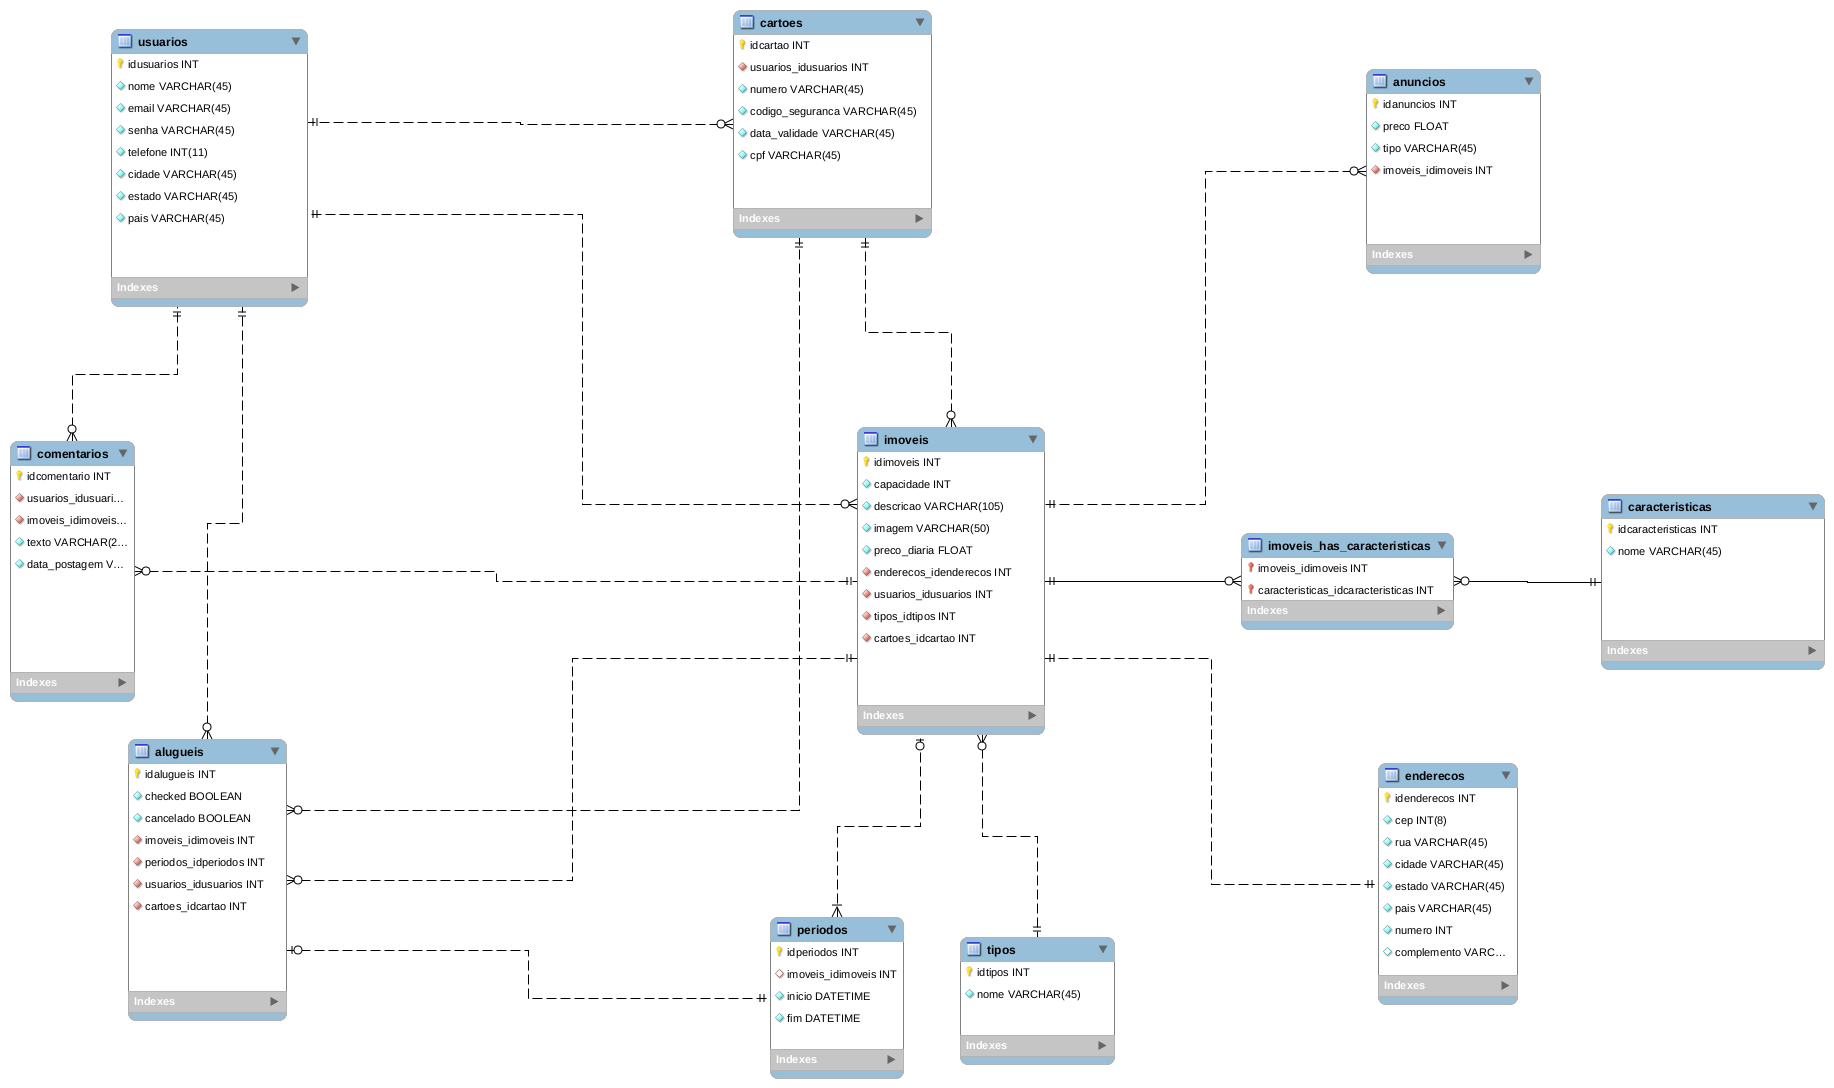 usuarios
idusuarios INT
nome VARCHAR(45)
email VARCHAR(45)
senha VARCHAR(45)
telefone INT(11)
cidade VARCHAR(45)
estado VARCHAR(45)
pais VARCHAR(45)
Indexes
cartoes
idcartao INT
usuarios_idusuarios INT
numero VARCHAR(45)
codigo_seguranca VARCHAR(45)
data_validade VARCHAR(45)
cpf VARCHAR(45)
Indexes
anuncios
idanuncios INT
preco FLOAT
tipo VARCHAR(45)
imoveis_idimoveis INT
Indexes
comentarios
idcomentario INT
usuarios_idusuari...
imoveis_idimoveis...
texto VARCHAR(2...
data_postagem V...
Indexes
imoveis
idimoveis INT
capacidade INT
descricao VARCHAR(105)
imagem VARCHAR(50)
preco_diaria FLOAT
enderecos_idenderecos INT
usuarios_idusuarios INT
tipos_idtipos INT
cartoes_idcartao INT
Indexes
imoveis_has_caracteristicas
imoveis_idimoveis INT
caracteristicas_idcaracteristicas INT
Indexes
caracteristicas
idcaracteristicas INT
nome VARCHAR(45)
Indexes
alugueis
idalugueis INT
checked BOOLEAN
cancelado BOOLEAN
imoveis_idimoveis INT
periodos_idperiodos INT
usuarios_idusuarios INT
cartoes_idcartao INT
Indexes
periodos
idperiodos INT
imoveis_idimoveis INT
inicio DATETIME
fim DATETIME
Indexes
tipos
idtipos INT
nome VARCHAR(45)
Indexes
enderecos
idenderecos INT
cep INT(8)
rua VARCHAR(45)
cidade VARCHAR(45)
estado VARCHAR(45)
pais VARCHAR(45)
numero INT
complemento VARC...
Indexes